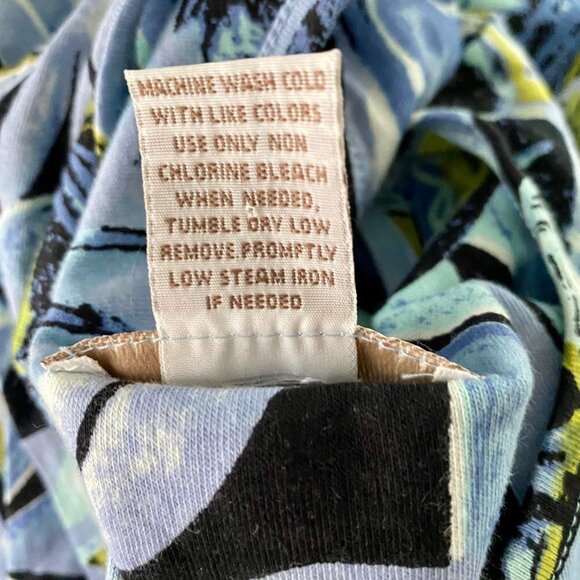 MACHINE WASH COLD
WITH LIKE COLORS
USE ONLY NON
CHLORINE BLEACH
WHEN NEEDED.
TUMBLE DRY LOW
REMOVE PROMPTLY
LOW STEAM IRON
IF NEEDED